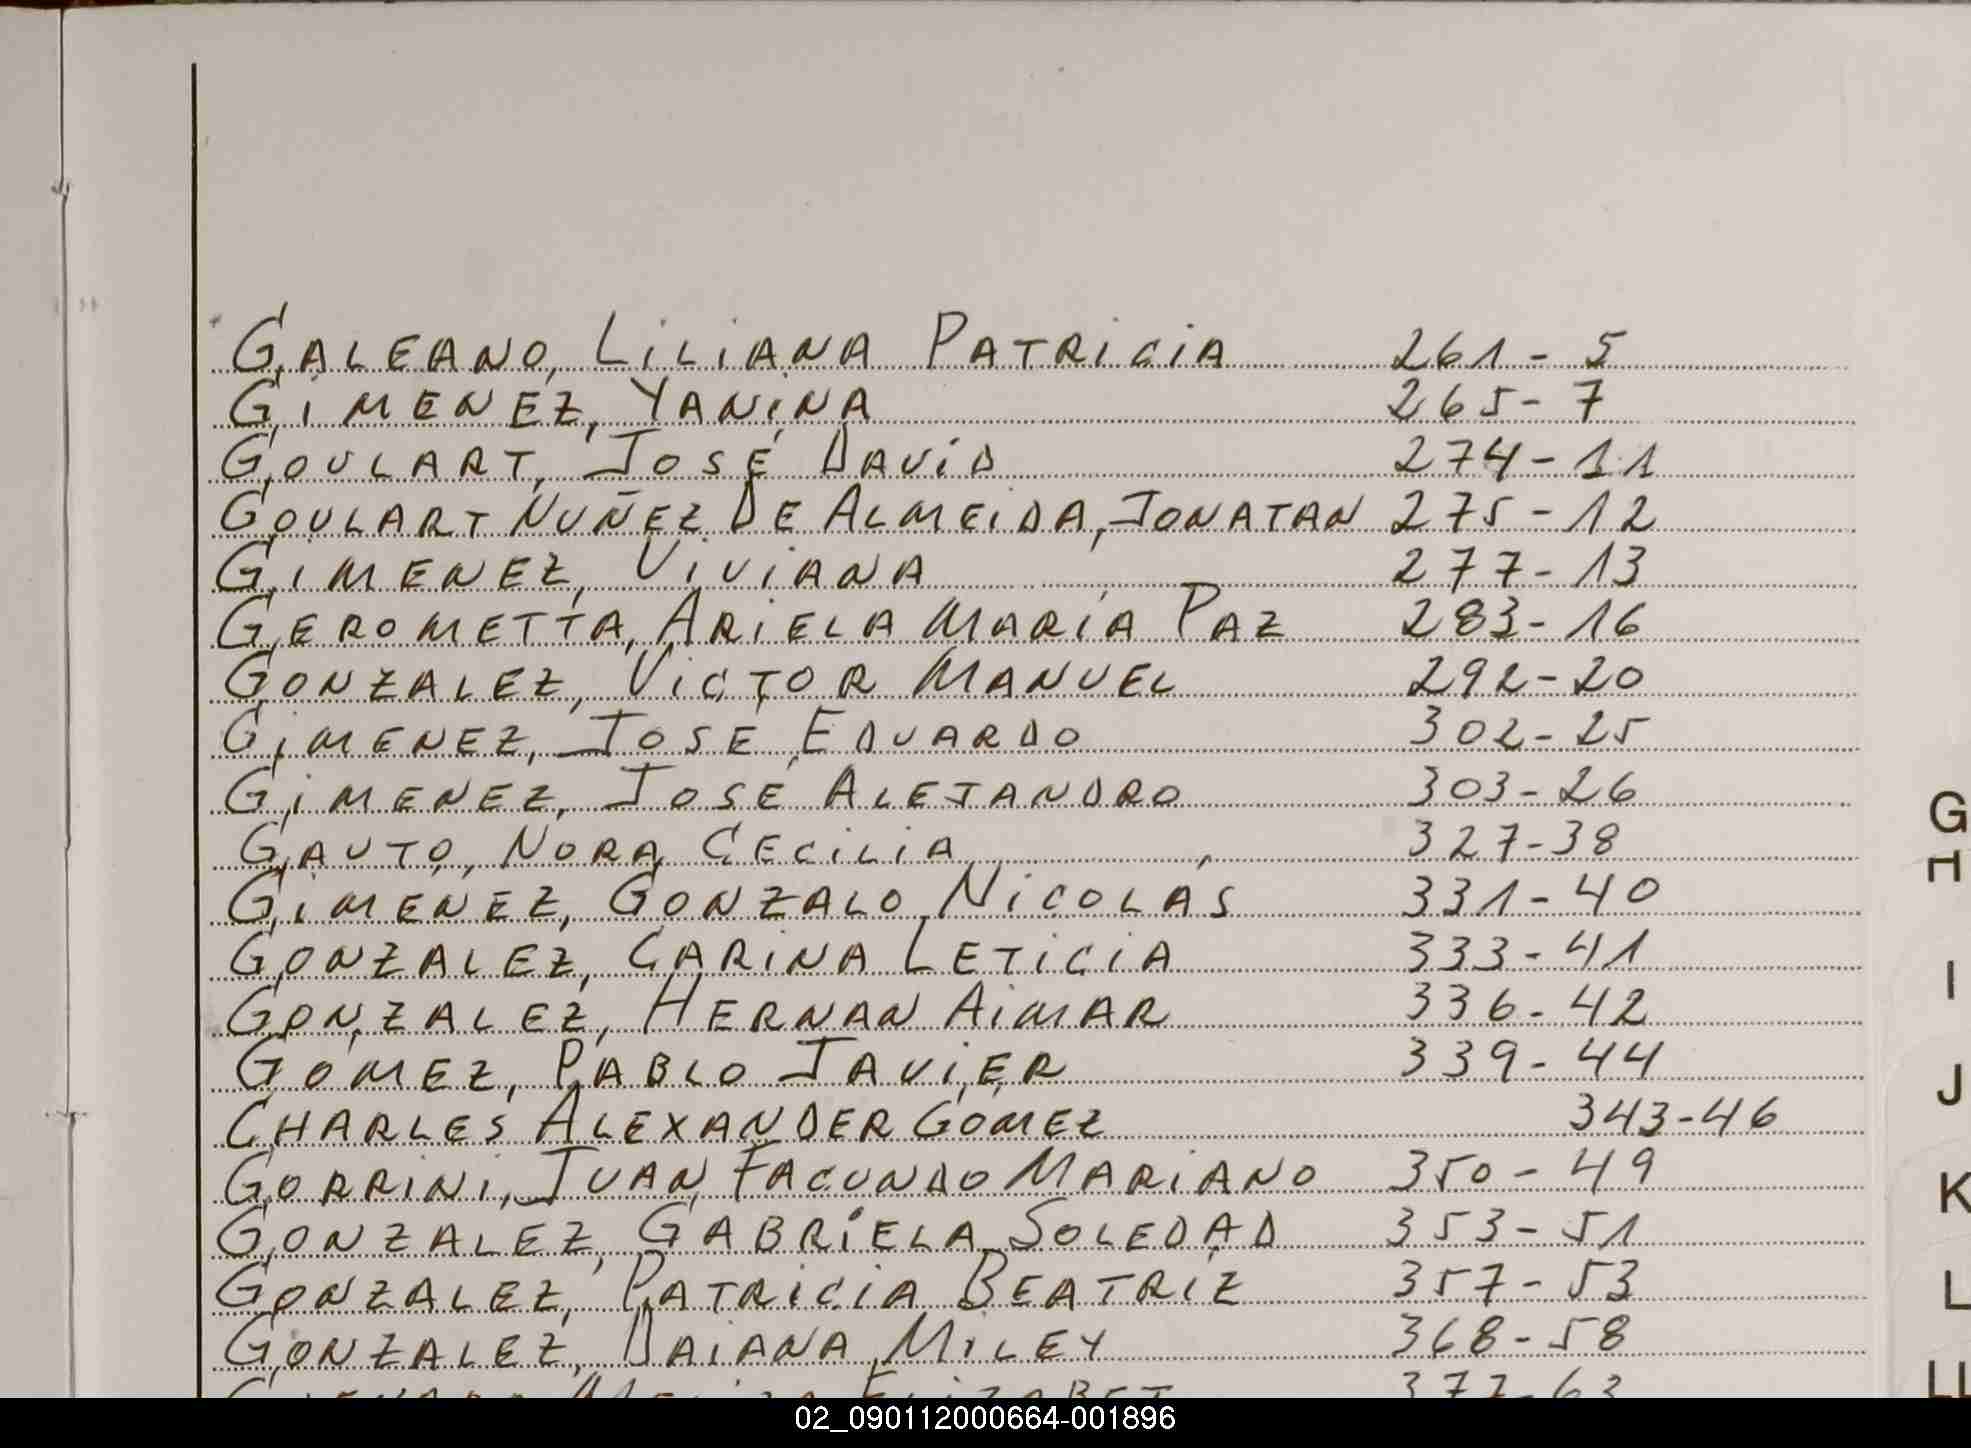 GALEANO, LILIANA PATRICIA 261 - 5
GIMENEZ, YANINA 265 - 7
GOULART, JOSÉ DAVID 274 - 11
GOULART NUÑEZ DE ALMEIDA, JONATAN 275 - 12
GIMENEZ, VIVIANA 277 - 13
GEROMETTA, ARIELA MARÍA PAZ 283 - 16
GONZALEZ, VICTOR MANUEL 292 - 20
GIMENEZ, JOSE EDUARDO 302 - 25
GIMENEZ, JOSÉ ALEJANDRO 303 - 26
GAUTO, NORA CECILIA 327 - 38
GIMENEZ, GONZALO NICOLÁS 331 - 40
GONZALEZ, CARINA LETICIA 333 - 41
GONZALEZ, HERNAN AIMAR 336 - 42
GOMEZ, PABLO JAVIER 339 - 44
CHARLES ALEXANDER GOMEZ 343 - 46
GORRINI, JUAN FACUNDO MARIANO 350 - 49
GONZALEZ, GABRIELA SOLEDAD 353 - 51
GONZALEZ, PATRICIA BEATRIZ 357 - 53
GONZALEZ, DAIANA MILEY 368 - 58
ELIZABET 377 - 63
G
H
I
J
K
L
LL
02_090112000664-001896